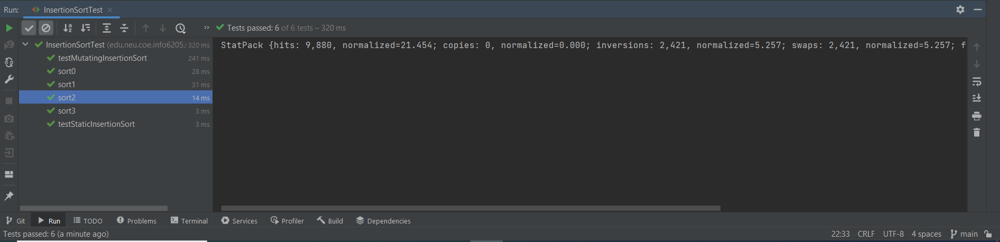 Run: InsertionSortTest
Tests passed: 6 of 6 tests – 320 ms
InsertionSortTest (edu.neu.coe.info6205. 320 ms
testMutatingInsertionSort 241 ms
sort0 28 ms
sort1 31 ms
sort2 14 ms
sort3 3 ms
testStaticInsertionSort 3 ms
StatPack {hits: 9,880, normalized=21.454; copies: 0, normalized=0.000; inversions: 2,421, normalized=5.257; swaps: 2,421, normalized=5.257; f
Git Run TODO Problems Terminal Services Profiler Build Dependencies
Tests passed: 6 (a minute ago) 22:33 CRLF UTF-8 4 spaces main